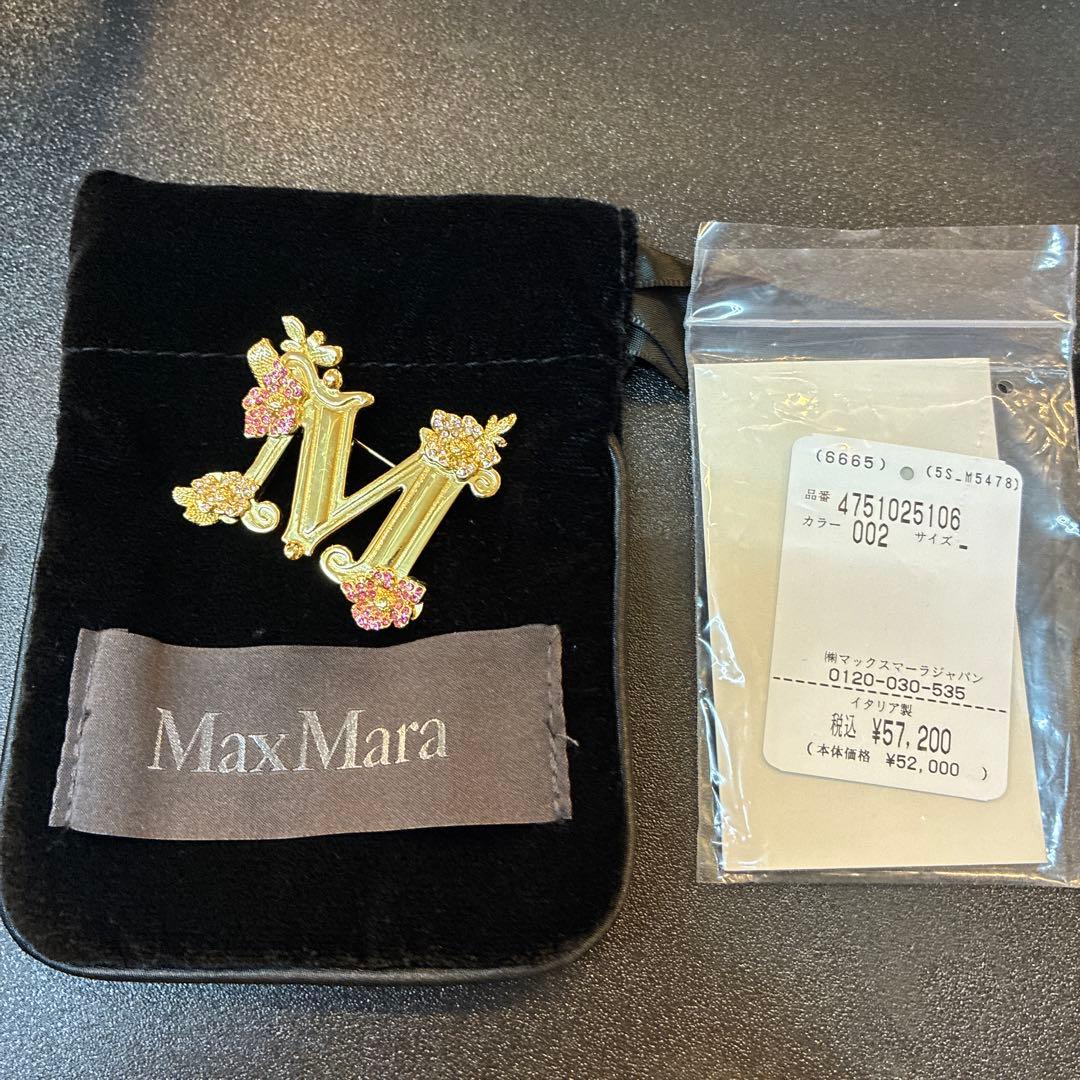 MaxMara
(6665) (5S_M5478)
品番 4751025106
カラー 002 サイズ -
㈱マックスマーラジャパン
0120-030-535
イタリア製
税込 ¥57,200
(本体価格 ¥52,000 )